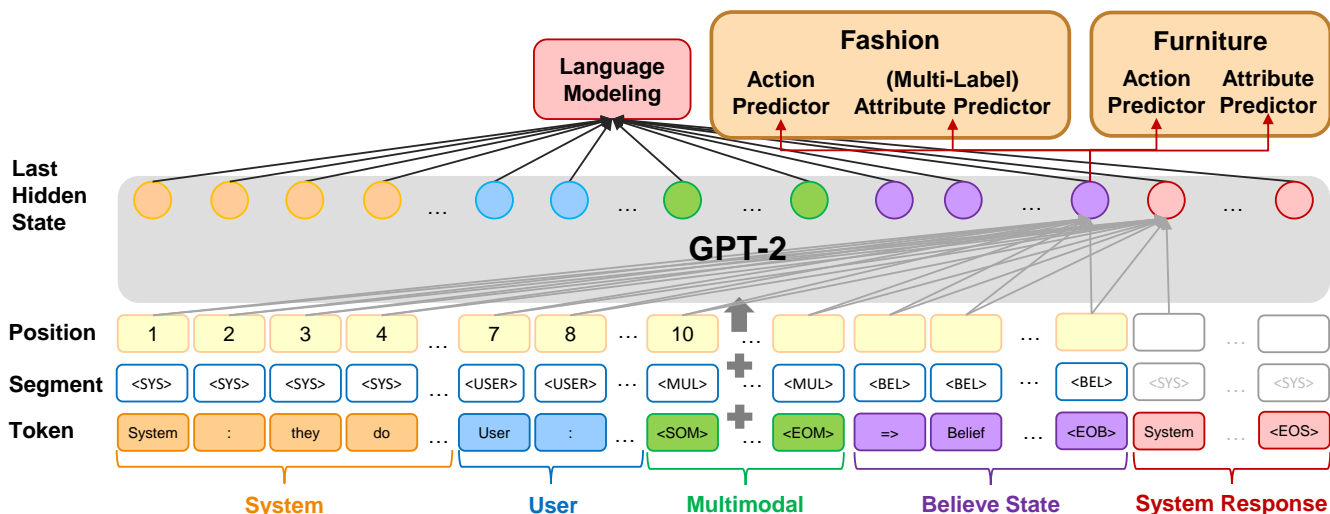 Fashion
Furniture
Language
Modeling
Action
Predictor
(Multi-Label)
Attribute Predictor
Action
Predictor
Attribute
Predictor
Last
Hidden
State
... ... ... ... ...
GPT-2
Position 1 2 3 4 ... 7 8 ... 10 ... ... ...
Segment <SYS> <SYS> <SYS> <SYS> <USER> <USER> ... <MUL> ... <MUL> <BEL> <BEL> ... <BEL> <SYS> ... <SYS>
Token System : they do ... User : ... <SOM> ... <EOM> => Belief ... <EOB> System ... <EOS>
System User Multimodal Believe State System Response